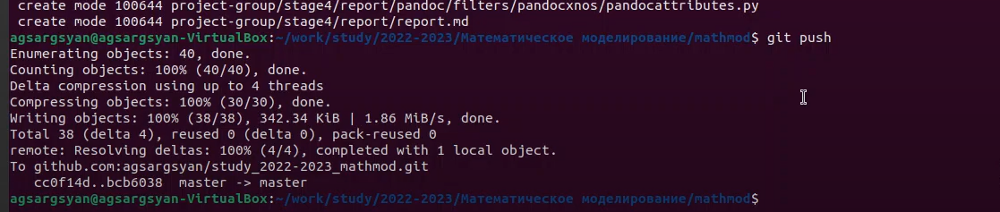 create mode 100644 project-group/stage4/report/pandoc/filters/pandocxnos/pandocattributes.py
create mode 100644 project-group/stage4/report/report.md
agsargsyan@agsargsyan-VirtualBox:~/work/study/2022-2023/Математическое моделирование/mathmod$ git push
Enumerating objects: 40, done.
Counting objects: 100% (40/40), done.
Delta compression using up to 4 threads
Compressing objects: 100% (30/30), done.
Writing objects: 100% (38/38), 342.34 KiB | 1.86 MiB/s, done.
Total 38 (delta 4), reused 0 (delta 0), pack-reused 0
remote: Resolving deltas: 100% (4/4), completed with 1 local object.
To github.com:agsargsyan/study_2022-2023_mathmod.git
cc0f14d..bcb6038  master -> master
agsargsyan@agsargsyan-VirtualBox:~/work/study/2022-2023/Математическое моделирование/mathmod$